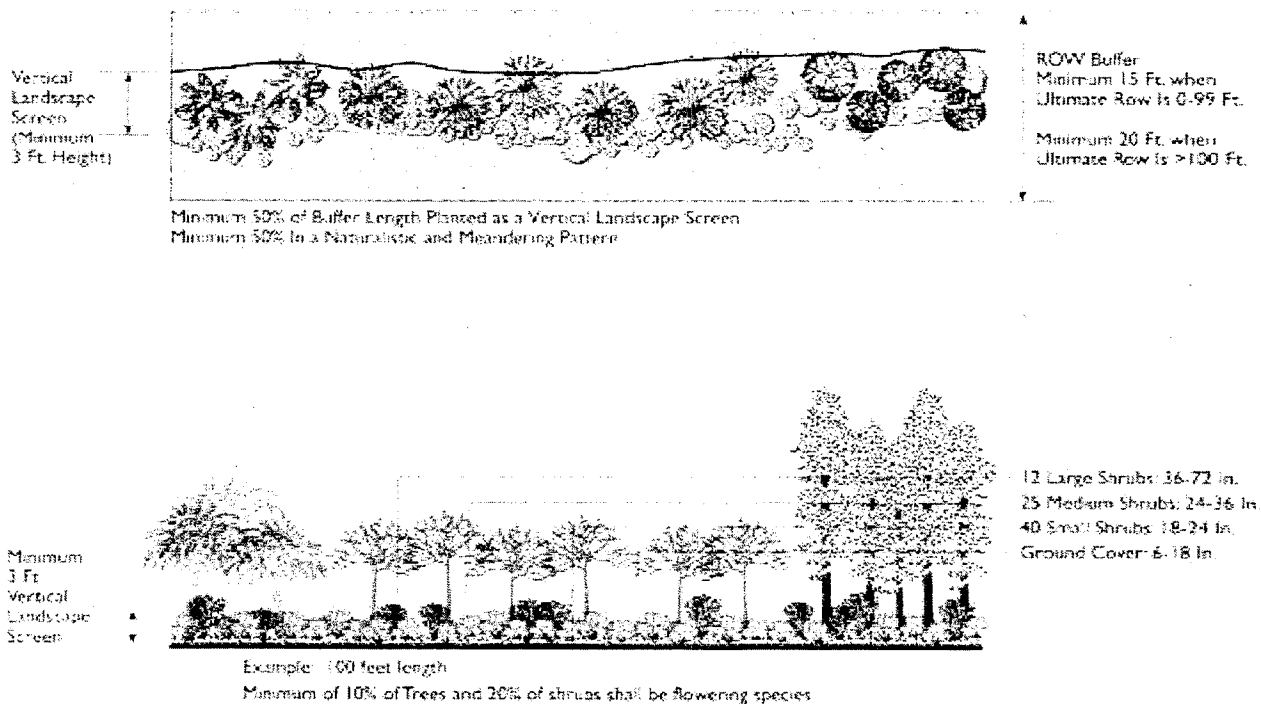 Vertical
Landscape
Screen
(Minimum
3 Ft. Height)
ROW Buffer
Minimum 15 Ft. when
Ultimate Row Is 0-99 Ft.
Minimum 20 Ft. when
Ultimate Row Is >100 Ft.
Minimum 50% of Buffer Length Planted as a Vertical Landscape Screen
Minimum 50% In a Naturalistic and Meandering Pattern
12 Large Shrubs: 36-72 In.
25 Medium Shrubs: 24-36 In.
40 Small Shrubs: 18-24 In.
Ground Cover: 6-18 In.
Minimum
3 Ft
Vertical
Landscape
Screen
Example: 100 feet length
Minimum of 10% of Trees and 20% of shrubs shall be flowering species